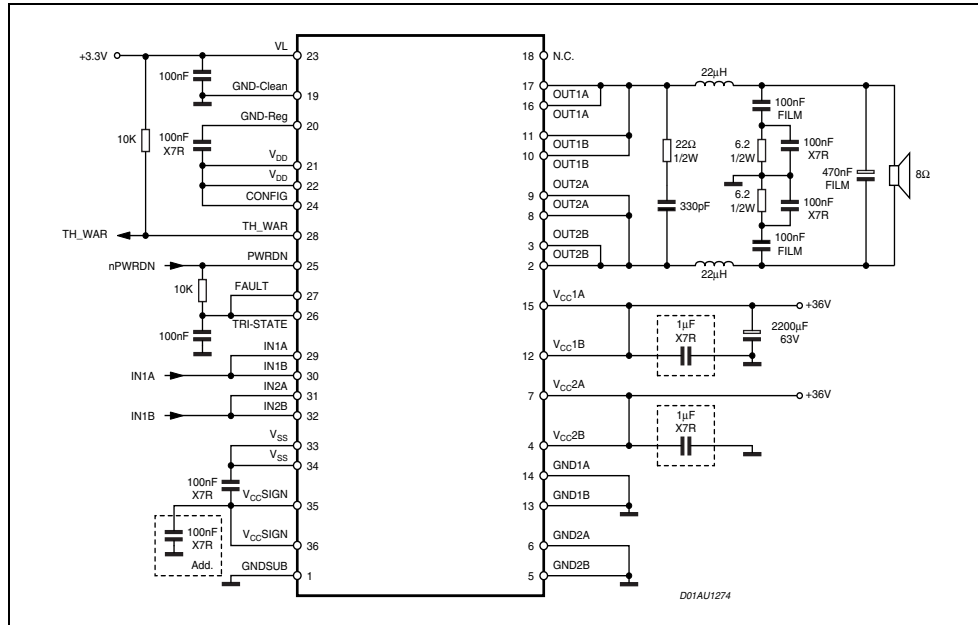 +3.3V
VL
23
100nF
GND-Clean
19
GND-Reg
20
10K
100nF
X7R
VDD
21
VDD
22
CONFIG
24
TH_WAR
TH_WAR
28
nPWRDN
PWRDN
25
10K
FAULT
27
26
TRI-STATE
100nF
IN1A
29
IN1A
IN1B
30
IN2A
31
IN1B
IN2B
32
VSS
33
VSS
34
100nF
X7R
VCCSIGN
35
100nF
X7R
Add.
VCCSIGN
36
GNDSUB
1
18
N.C.
17
OUT1A
16
OUT1A
11
OUT1B
10
OUT1B
OUT2A
9
OUT2A
8
OUT2B
3
OUT2B
2
22µH
22Ω
1/2W
330pF
22µH
100nF
FILM
6.2
1/2W
100nF
X7R
6.2
1/2W
100nF
X7R
100nF
FILM
470nF
FILM
8Ω
15
VCC1A
+36V
1µF
X7R
2200µF
63V
12
VCC1B
7
VCC2A
+36V
1µF
X7R
4
VCC2B
14
GND1A
13
GND1B
6
GND2A
5
GND2B
D01AU1274